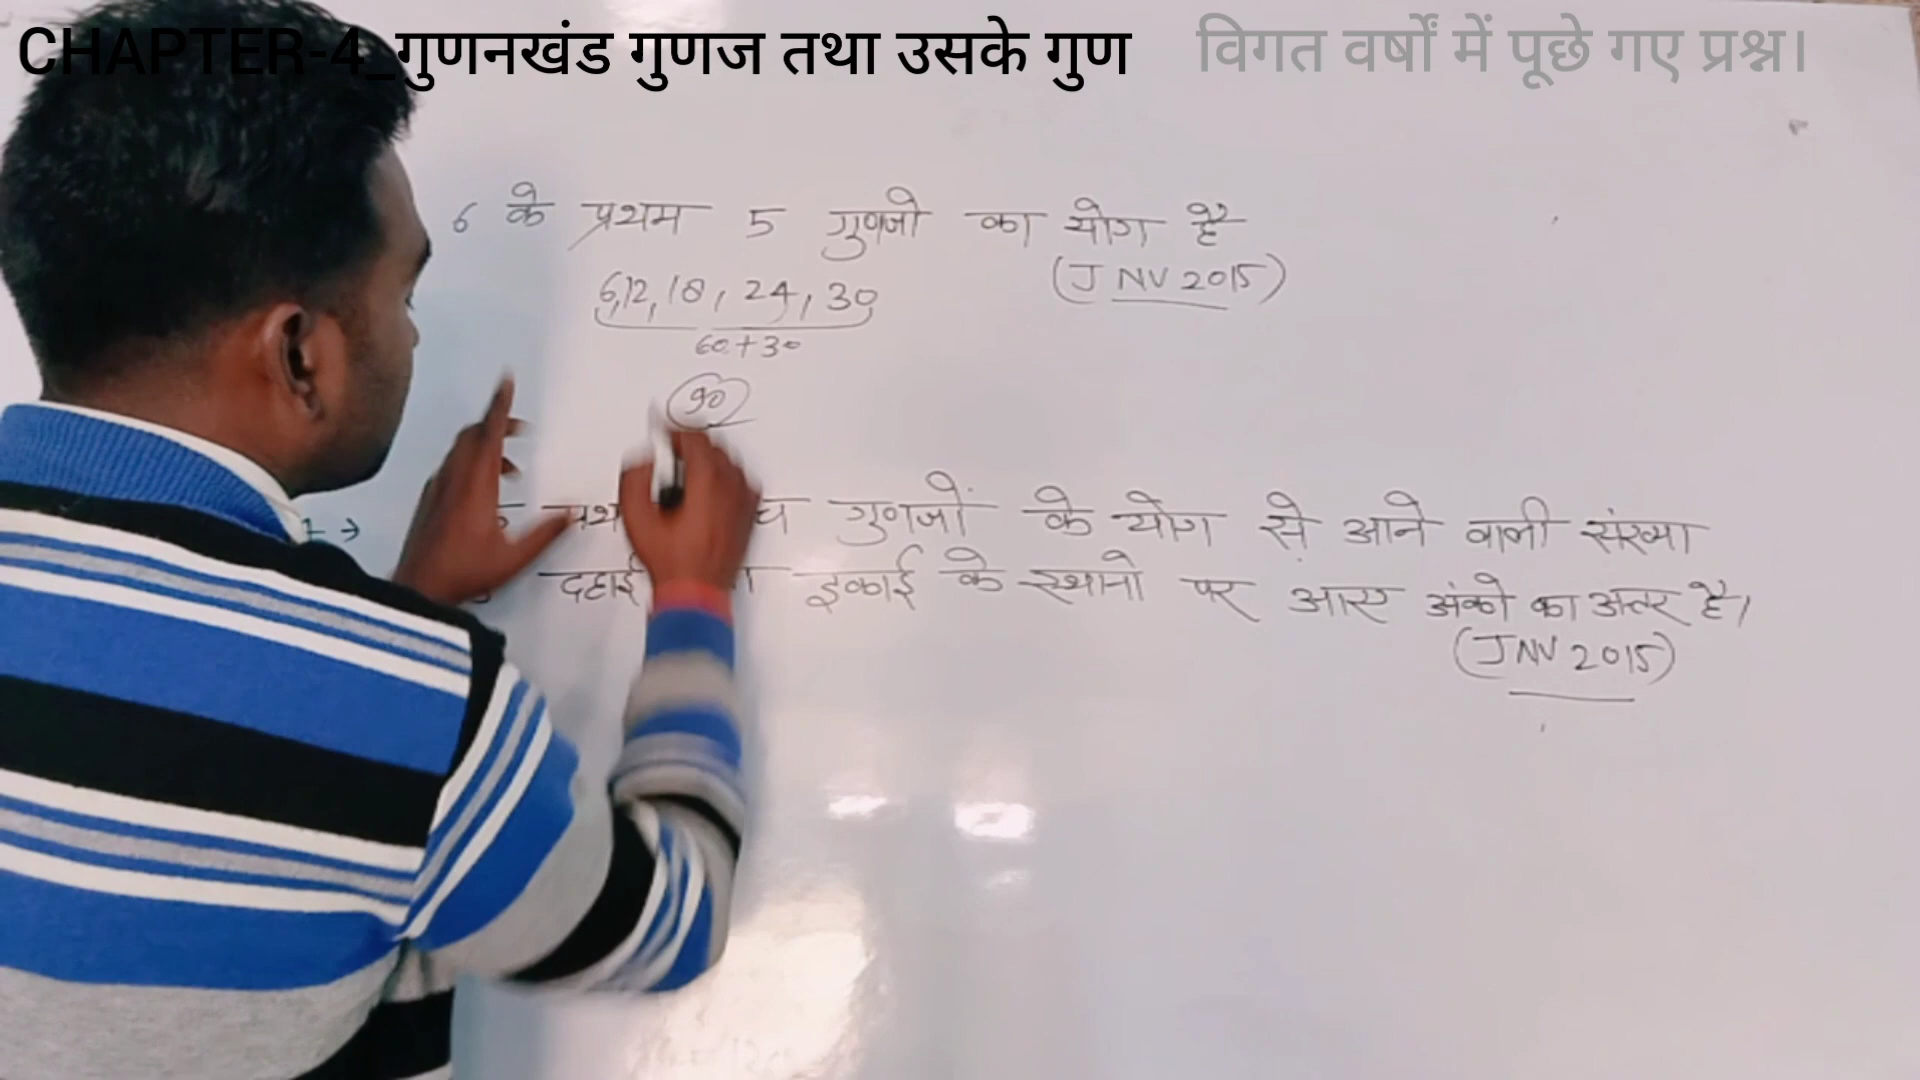 CHAPTER-4_गुणनखंड गुणज तथा उसके गुण विगत वर्षों में पूछे गए प्रश्न।
6 के प्रथम 5 गुणजो का योग है
(JNV 2015)
6,12,18, 24, 30
60+30
90
गुणजों के योग से आने वाली संख्या
दहाई इकाई के स्थानो पर आए अंको का अन्तर है।
(JNV 2015)